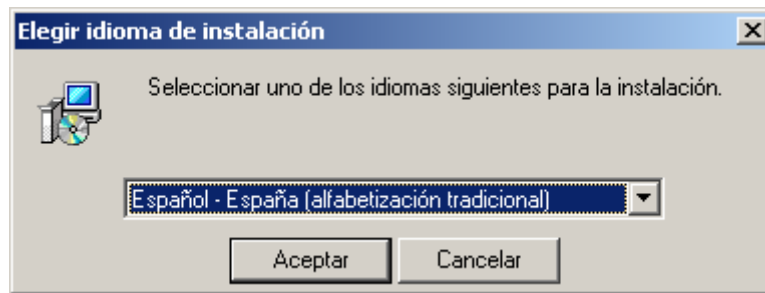 Elegir idioma de instalación
Seleccionar uno de los idiomas siguientes para la instalación.
Español - España (alfabetización tradicional)
Aceptar
Cancelar